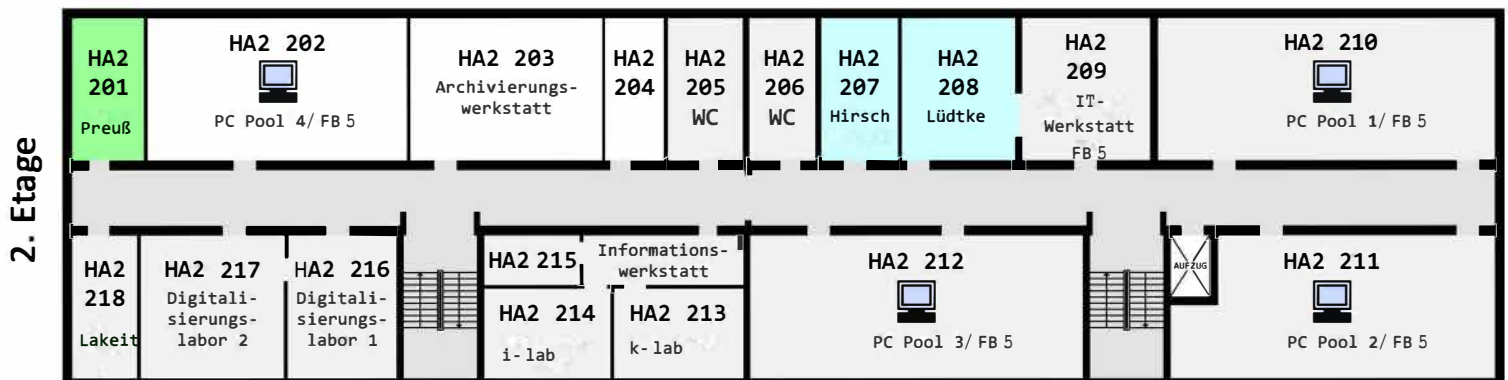 2. Etage
HA2
201
Preuß
HA2 202
PC Pool 4/ FB 5
HA2 203
Archivierungs-
werkstatt
HA2
204
HA2
205
WC
HA2
206
WC
HA2
207
Hirsch
HA2
208
Lüdtke
HA2
209
IT-
Werkstatt
FB 5
HA2 210
PC Pool 1/ FB 5
HA2
218
Lakeit
HA2 217
Digitali-
sierungs-
labor 2
HA2 216
Digitali-
sierungs-
labor 1
HA2 215
Informations-
werkstatt
HA2 214
i-lab
HA2 213
k-lab
HA2 212
PC Pool 3/ FB 5
AUFZUG
HA2 211
PC Pool 2/ FB 5